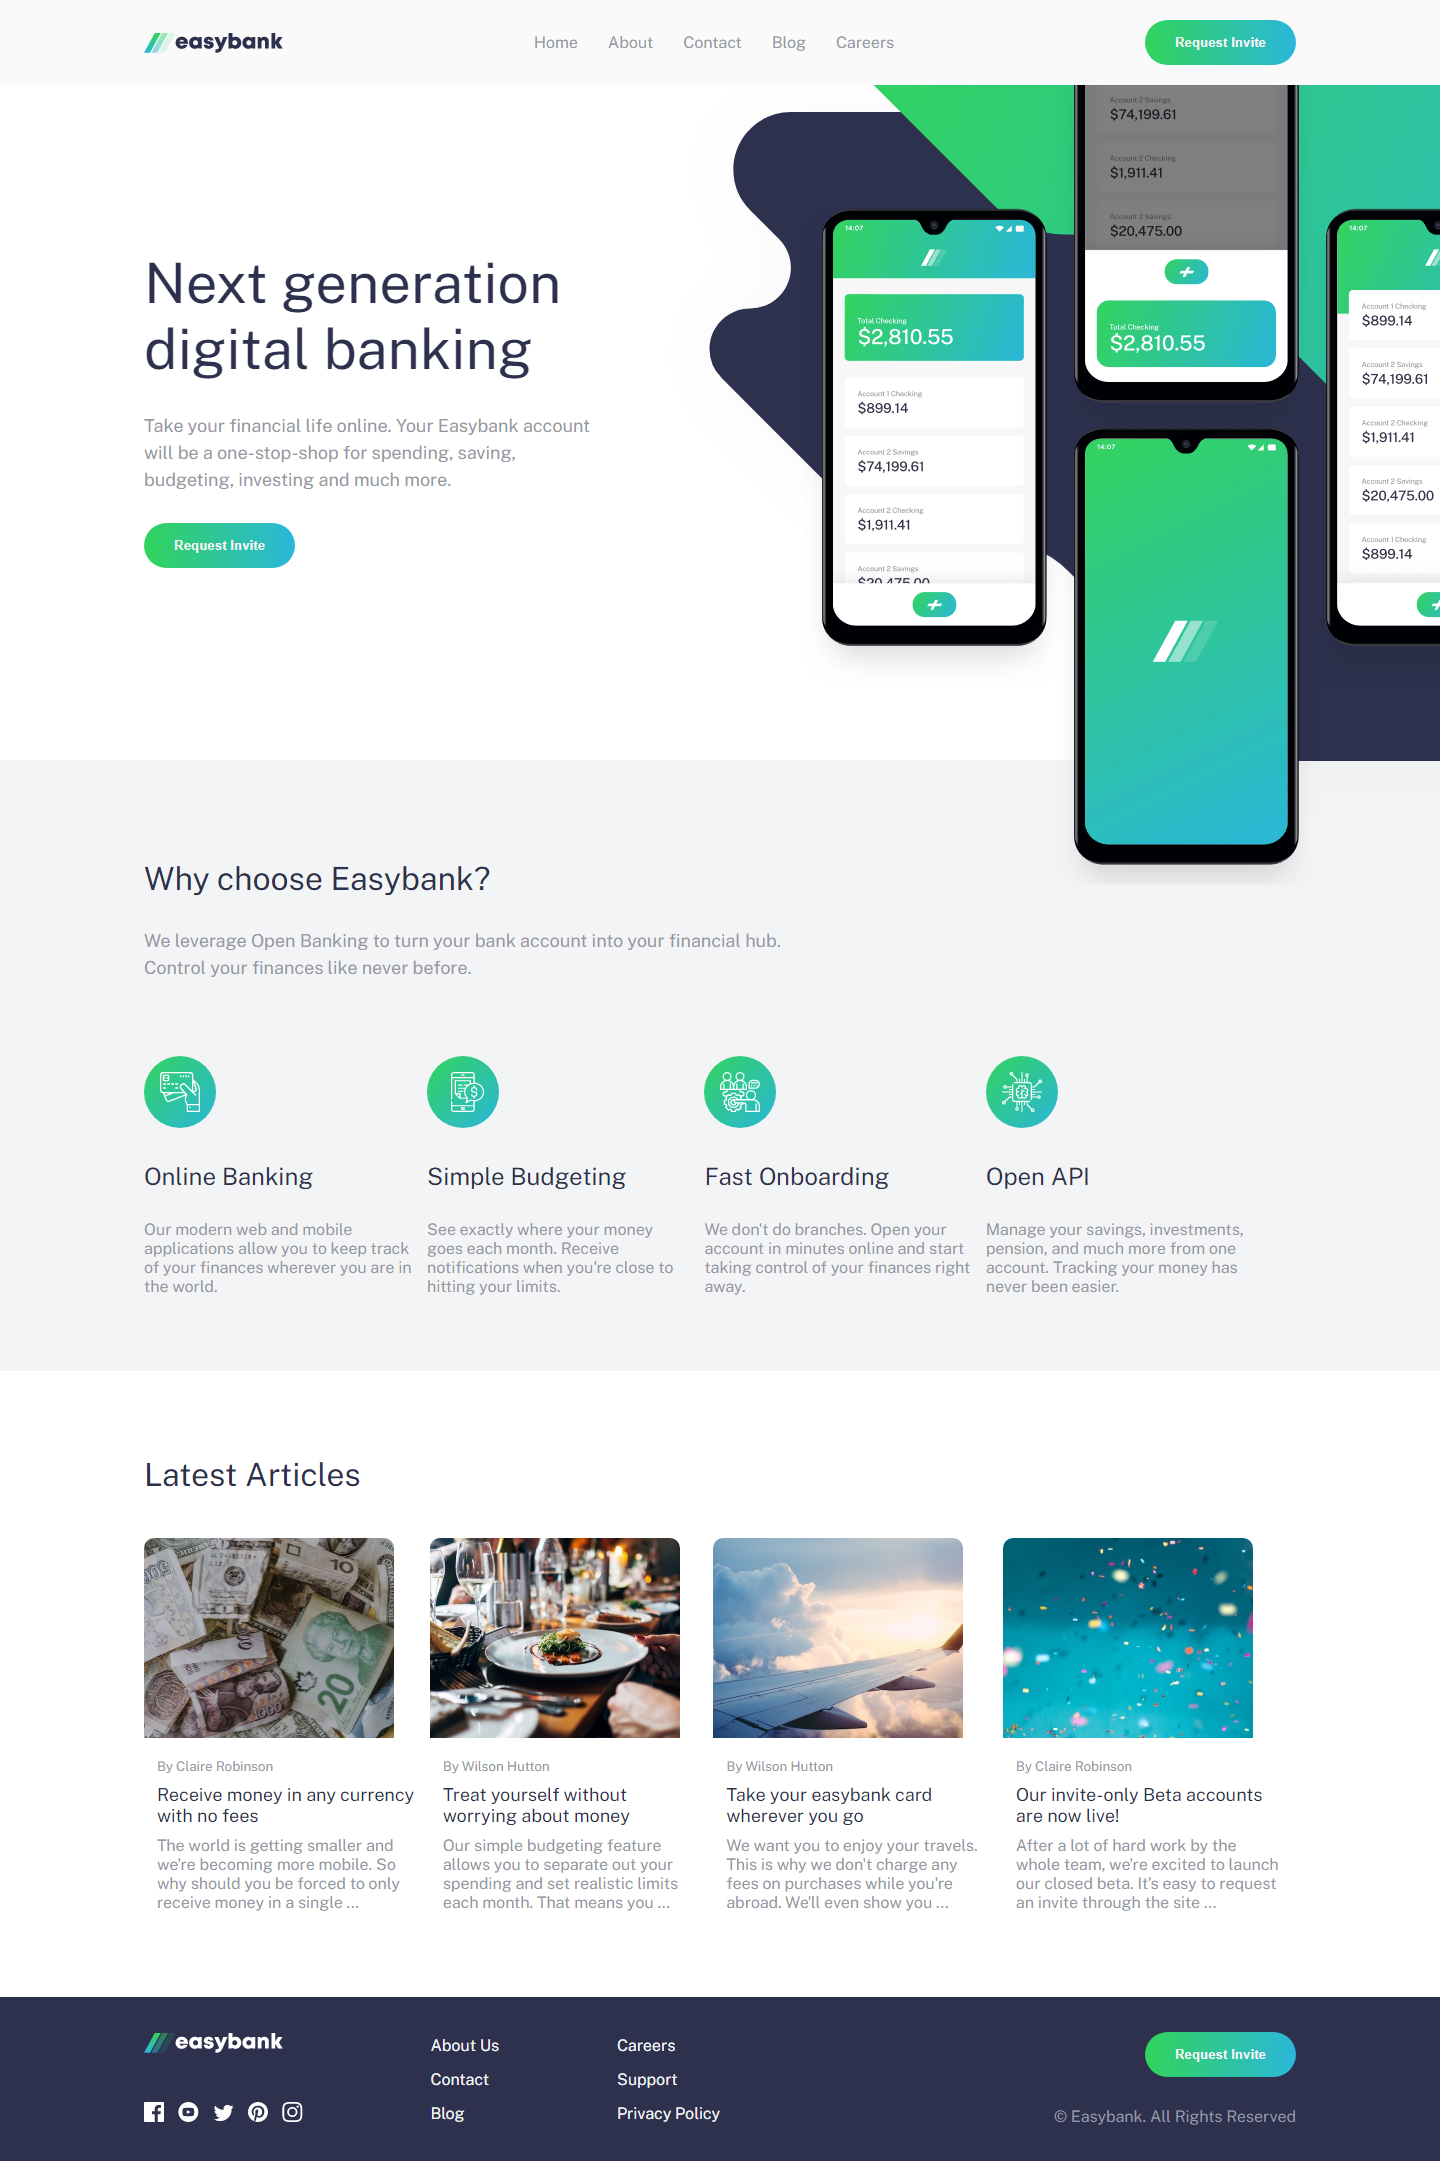 easybank
Home About Contact Blog Careers
Request Invite
Next generation
digital banking
Take your financial life online. Your Easybank account
will be a one-stop-shop for spending, saving,
budgeting, investing and much more.
Request Invite
14:07
Total Checking
$2,810.55
Account 1 Checking
$899.14
Account 2 Savings
$74,199.61
Account 2 Checking
$1,911.41
Account 2 Savings
$20,475.00
Account 2 Savings
$74,199.61
Account 2 Checking
$1,911.41
Account 2 Savings
$20,475.00
Total Checking
$2,810.55
14:07
14:07
Account 1 Checking
$899.14
Account 2 Savings
$74,199.61
Account 2 Checking
$1,911.41
Account 2 Savings
$20,475.00
Account 1 Checking
$899.14
Why choose Easybank?
We leverage Open Banking to turn your bank account into your financial hub.
Control your finances like never before.
Online Banking
Our modern web and mobile
applications allow you to keep track
of your finances wherever you are in
the world.
Simple Budgeting
See exactly where your money
goes each month. Receive
notifications when you're close to
hitting your limits.
Fast Onboarding
We don't do branches. Open your
account in minutes online and start
taking control of your finances right
away.
Open API
Manage your savings, investments,
pension, and much more from one
account. Tracking your money has
never been easier.
Latest Articles
10
20
By Claire Robinson
Receive money in any currency
with no fees
The world is getting smaller and
we're becoming more mobile. So
why should you be forced to only
receive money in a single ...
By Wilson Hutton
Treat yourself without
worrying about money
Our simple budgeting feature
allows you to separate out your
spending and set realistic limits
each month. That means you ...
By Wilson Hutton
Take your easybank card
wherever you go
We want you to enjoy your travels.
This is why we don't charge any
fees on purchases while you're
abroad. We'll even show you ...
By Claire Robinson
Our invite-only Beta accounts
are now live!
After a lot of hard work by the
whole team, we're excited to launch
our closed beta. It's easy to request
an invite through the site ...
easybank
About Us
Contact
Blog
Careers
Support
Privacy Policy
Request Invite
© Easybank. All Rights Reserved